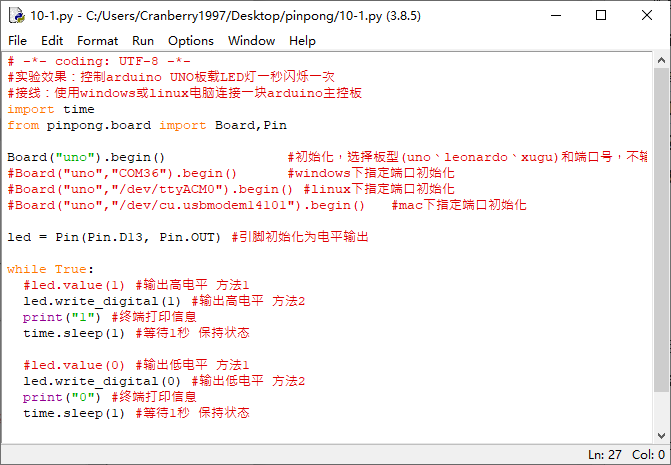 10-1.py - C:/Users/Cranberry1997/Desktop/pinpong/10-1.py (3.8.5)
File Edit Format Run Options Window Help
# -*- coding: UTF-8 -*-
#实验效果：控制arduino UNO板载LED灯一秒闪烁一次
#接线：使用windows或linux电脑连接一块arduino主控板
import time
from pinpong.board import Board,Pin
Board("uno").begin() #初始化，选择板型(uno、leonardo、xugu)和端口号，不输
#Board("uno","COM36").begin() #windows下指定端口初始化
#Board("uno","/dev/ttyACM0").begin() #linux下指定端口初始化
#Board("uno","/dev/cu.usbmodem14101").begin() #mac下指定端口初始化
led = Pin(Pin.D13, Pin.OUT) #引脚初始化为电平输出
while True:
#led.value(1) #输出高电平 方法1
led.write_digital(1) #输出高电平 方法2
print("1") #终端打印信息
time.sleep(1) #等待1秒 保持状态
#led.value(0) #输出低电平 方法1
led.write_digital(0) #输出低电平 方法2
print("0") #终端打印信息
time.sleep(1) #等待1秒 保持状态
Ln: 27 Col: 0